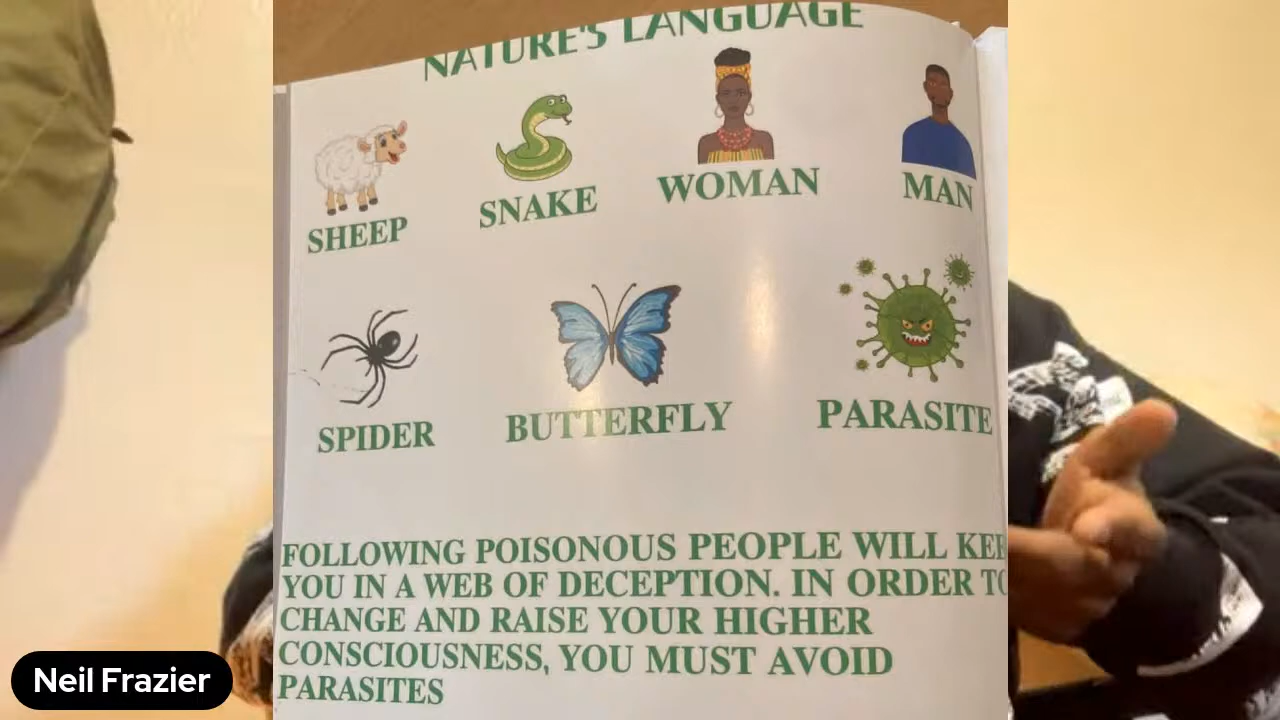 NATURE'S LANGUAGE
SHEEP
SNAKE
WOMAN
MAN
SPIDER
BUTTERFLY
PARASITE
FOLLOWING POISONOUS PEOPLE WILL
YOU IN A WEB OF DECEPTION. IN ORDER TO
CHANGE AND RAISE YOUR HIGHER
CONSCIOUSNESS, YOU MUST AVOID
PARASITES
Neil Frazier